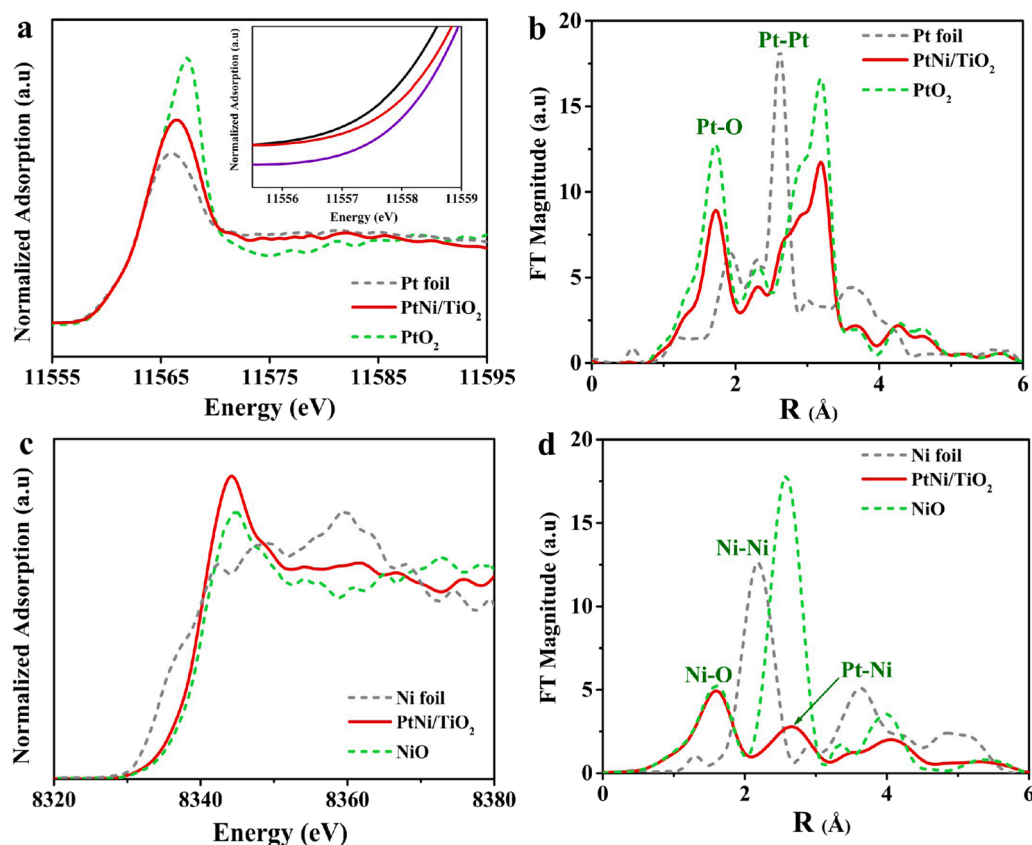 a
Normalized Adsorption (a.u)
Normalized Adsorption (a.u)
11556 11557 11558 11559
Energy (eV)
Pt foil
PtNi/TiO2
PtO2
11555 11565 11575 11585 11595
Energy (eV)
b
FT Magnitude (a.u)
20
15
10
5
0
Pt-Pt
Pt-O
Pt foil
PtNi/TiO2
PtO2
0 2 4 6
R (Å)
c
Normalized Adsorption (a.u)
Ni foil
PtNi/TiO2
NiO
8320 8340 8360 8380
Energy (eV)
d
FT Magnitude (a.u)
20
15
10
5
0
Ni-Ni
Ni-O
Pt-Ni
Ni foil
PtNi/TiO2
NiO
0 2 4 6
R (Å)